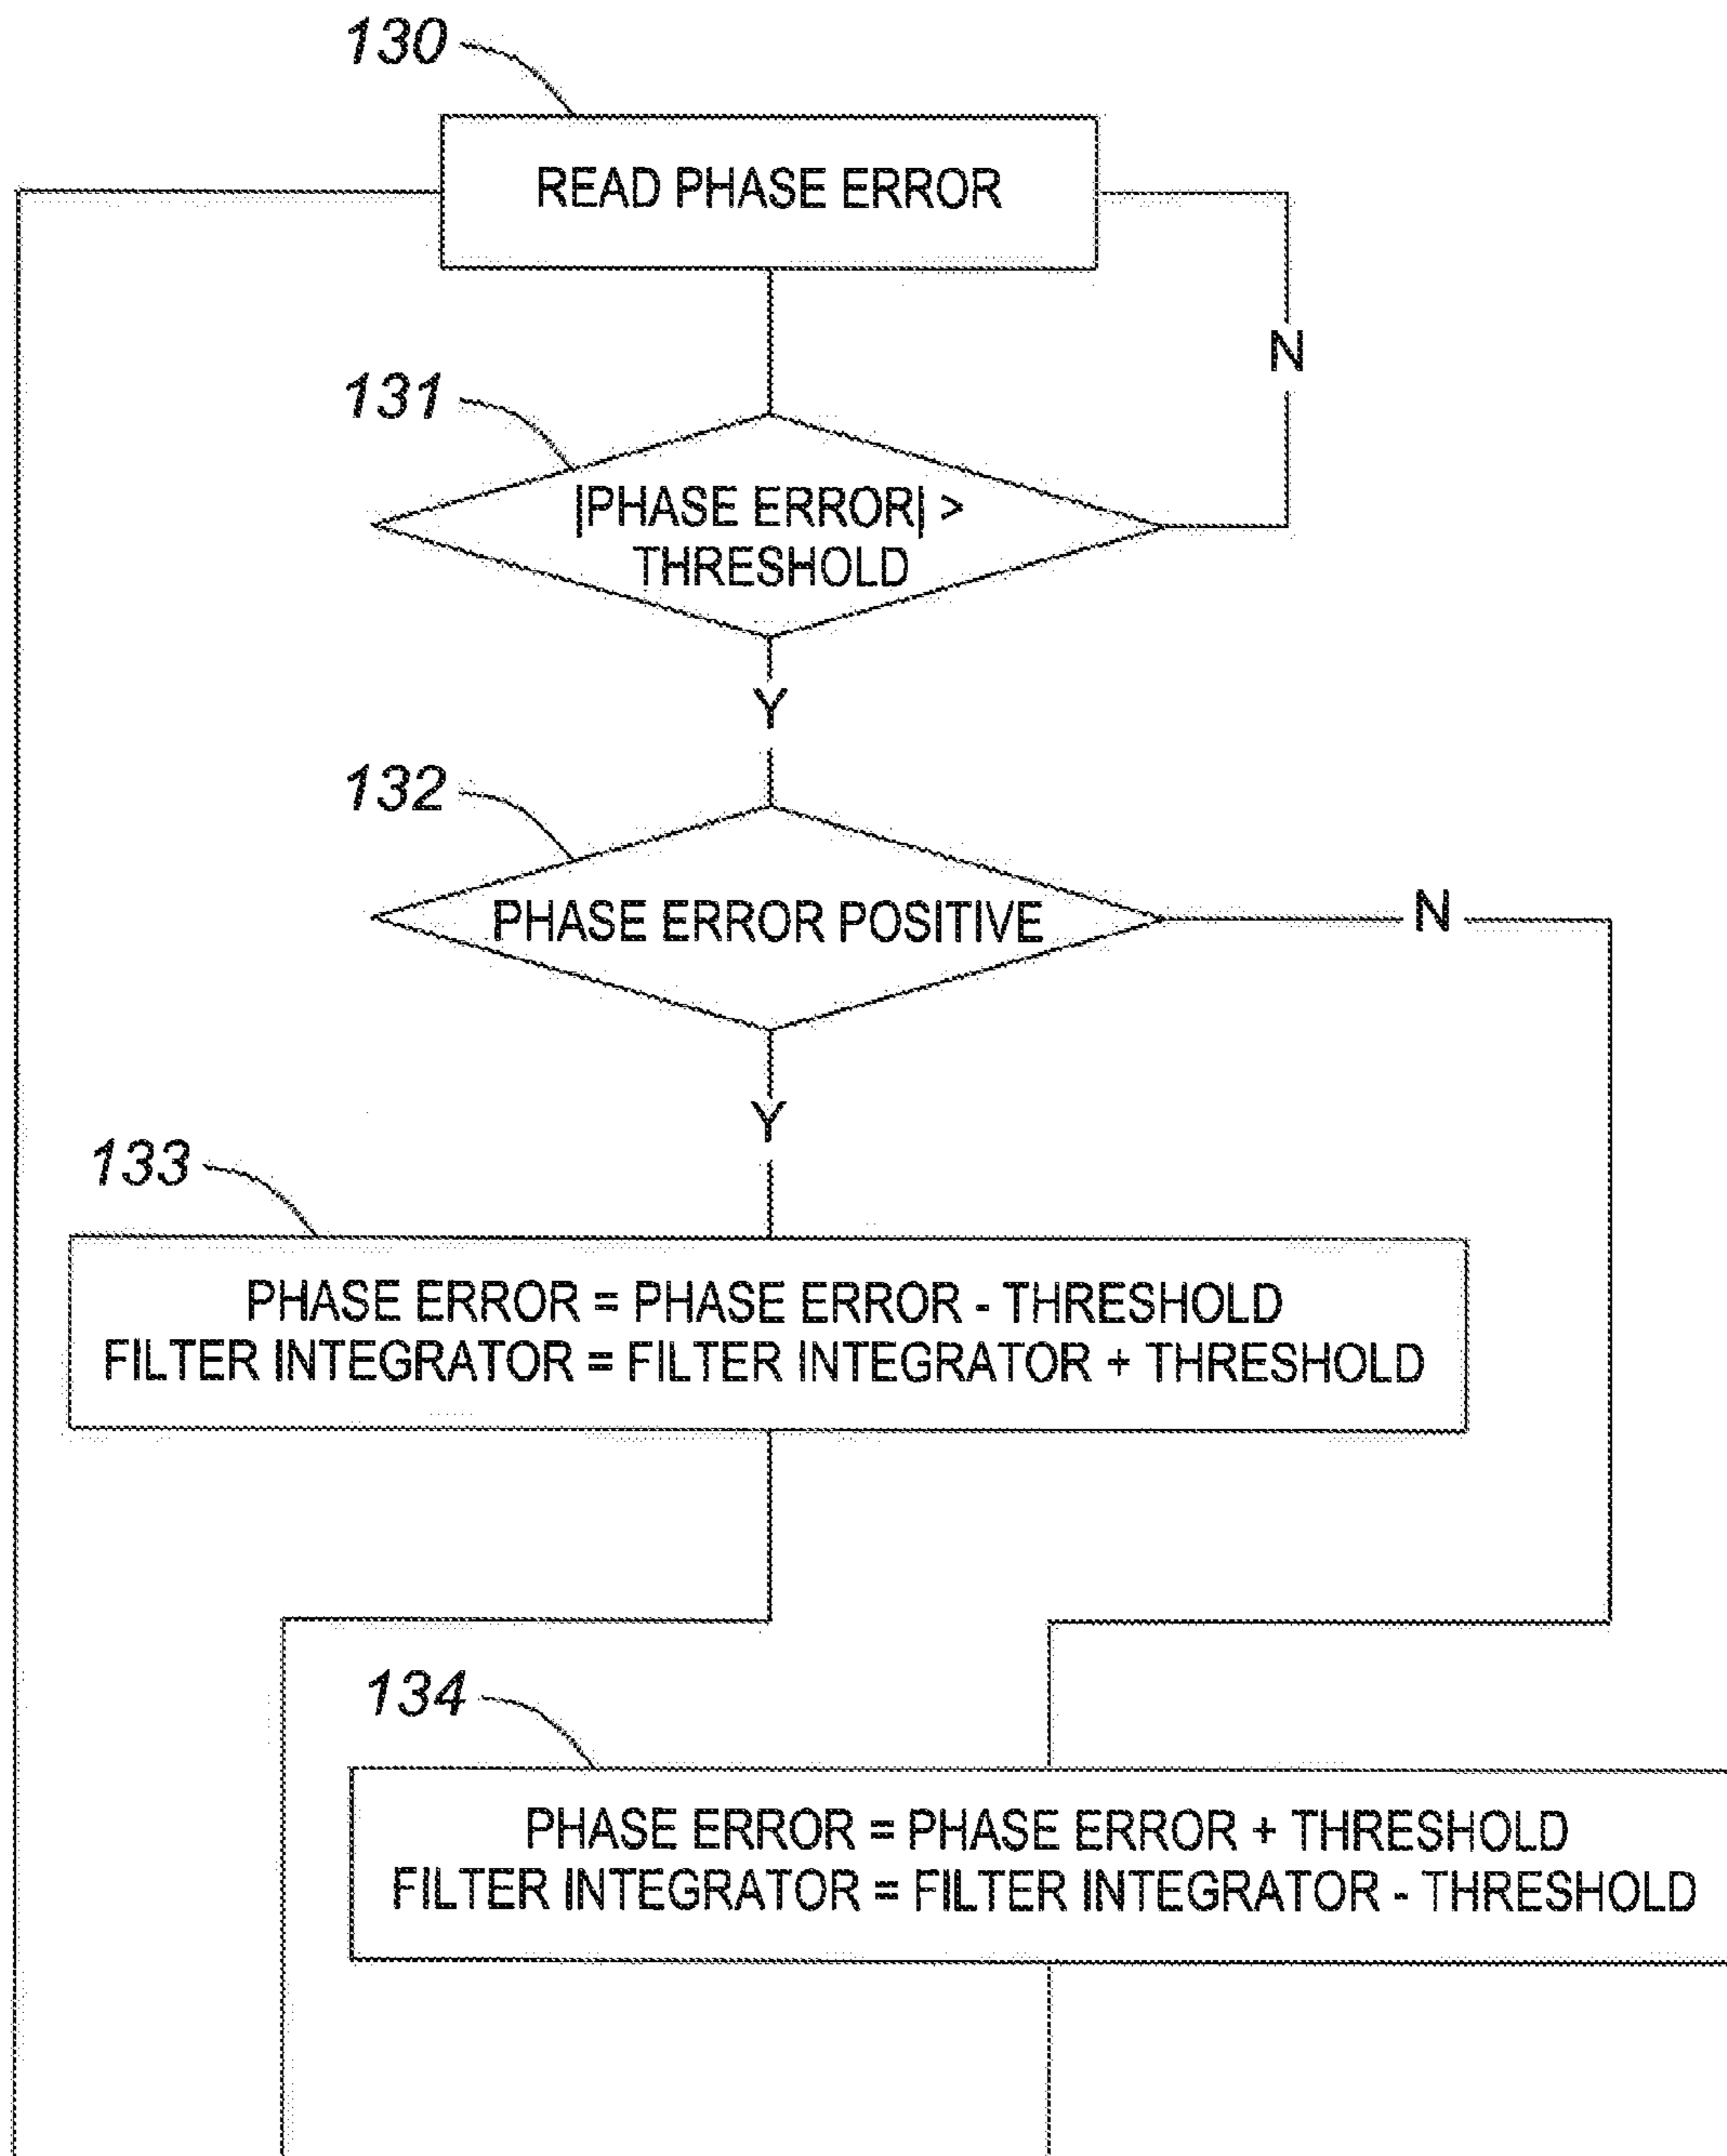 130
READ PHASE ERROR
N
131
|PHASE ERROR| >
THRESHOLD
Y
132
PHASE ERROR POSITIVE
N
Y
133
PHASE ERROR = PHASE ERROR - THRESHOLD
FILTER INTEGRATOR = FILTER INTEGRATOR + THRESHOLD
134
PHASE ERROR = PHASE ERROR + THRESHOLD
FILTER INTEGRATOR = FILTER INTEGRATOR - THRESHOLD